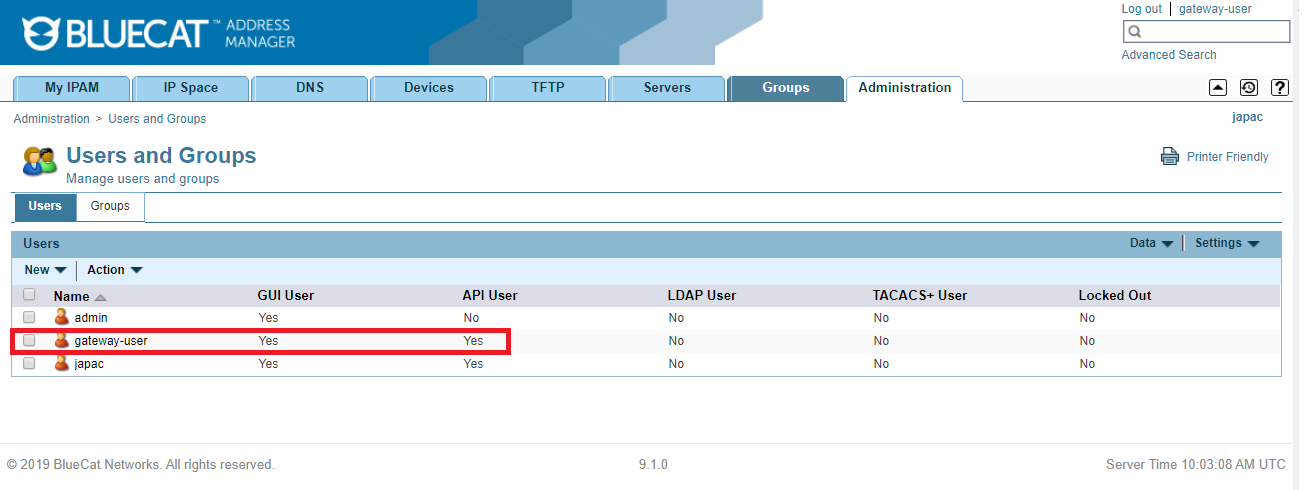 Log out | gateway-user
BLUECAT™ ADDRESS MANAGER
Advanced Search
My IPAM IP Space DNS Devices TFTP Servers Groups Administration ?
Administration > Users and Groups japac
Users and Groups
Manage users and groups
Printer Friendly
Users Groups
Users Data Settings
New Action
Name GUI User API User LDAP User TACACS+ User Locked Out
admin Yes No No No No
gateway-user Yes Yes No No No
japac Yes Yes No No No
© 2019 BlueCat Networks. All rights reserved. 9.1.0 Server Time 10:03:08 AM UTC